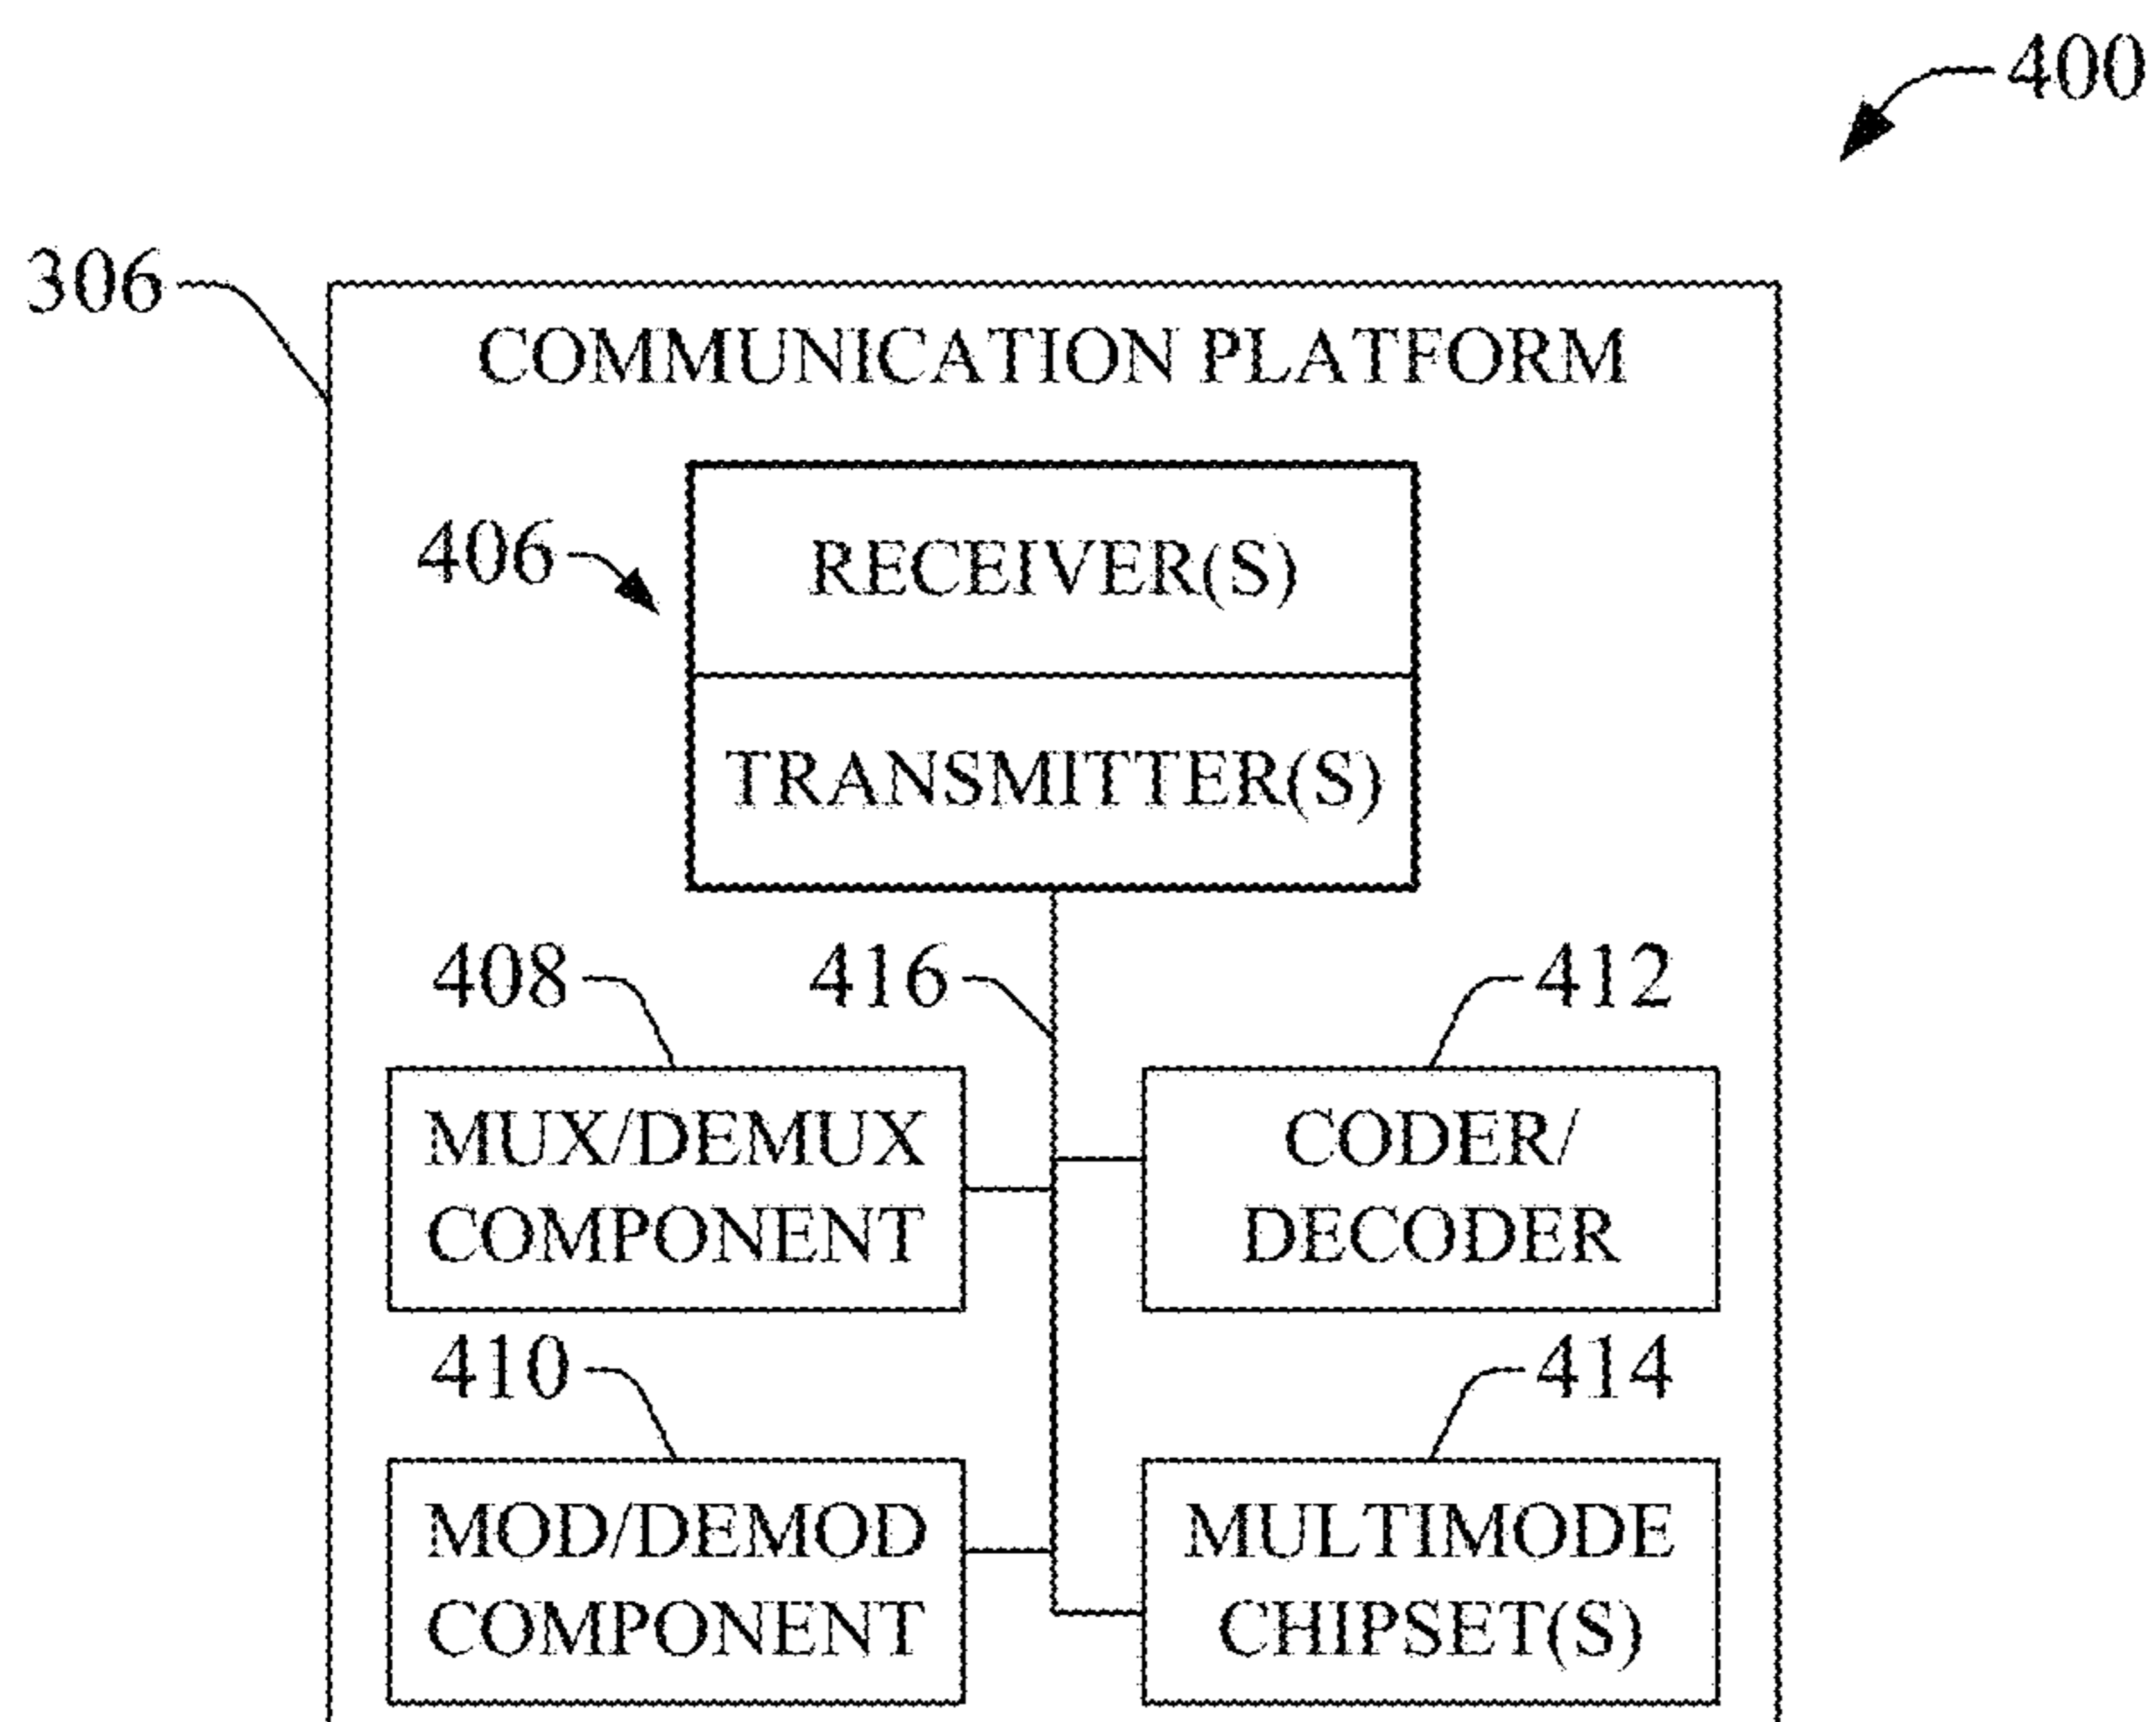 400
306
COMMUNICATION PLATFORM
406
RECEIVER(S)
TRANSMITTER(S)
408
416
412
MUX/DEMUX
COMPONENT
CODER/
DECODER
410
414
MOD/DEMOD
COMPONENT
MULTIMODE
CHIPSET(S)